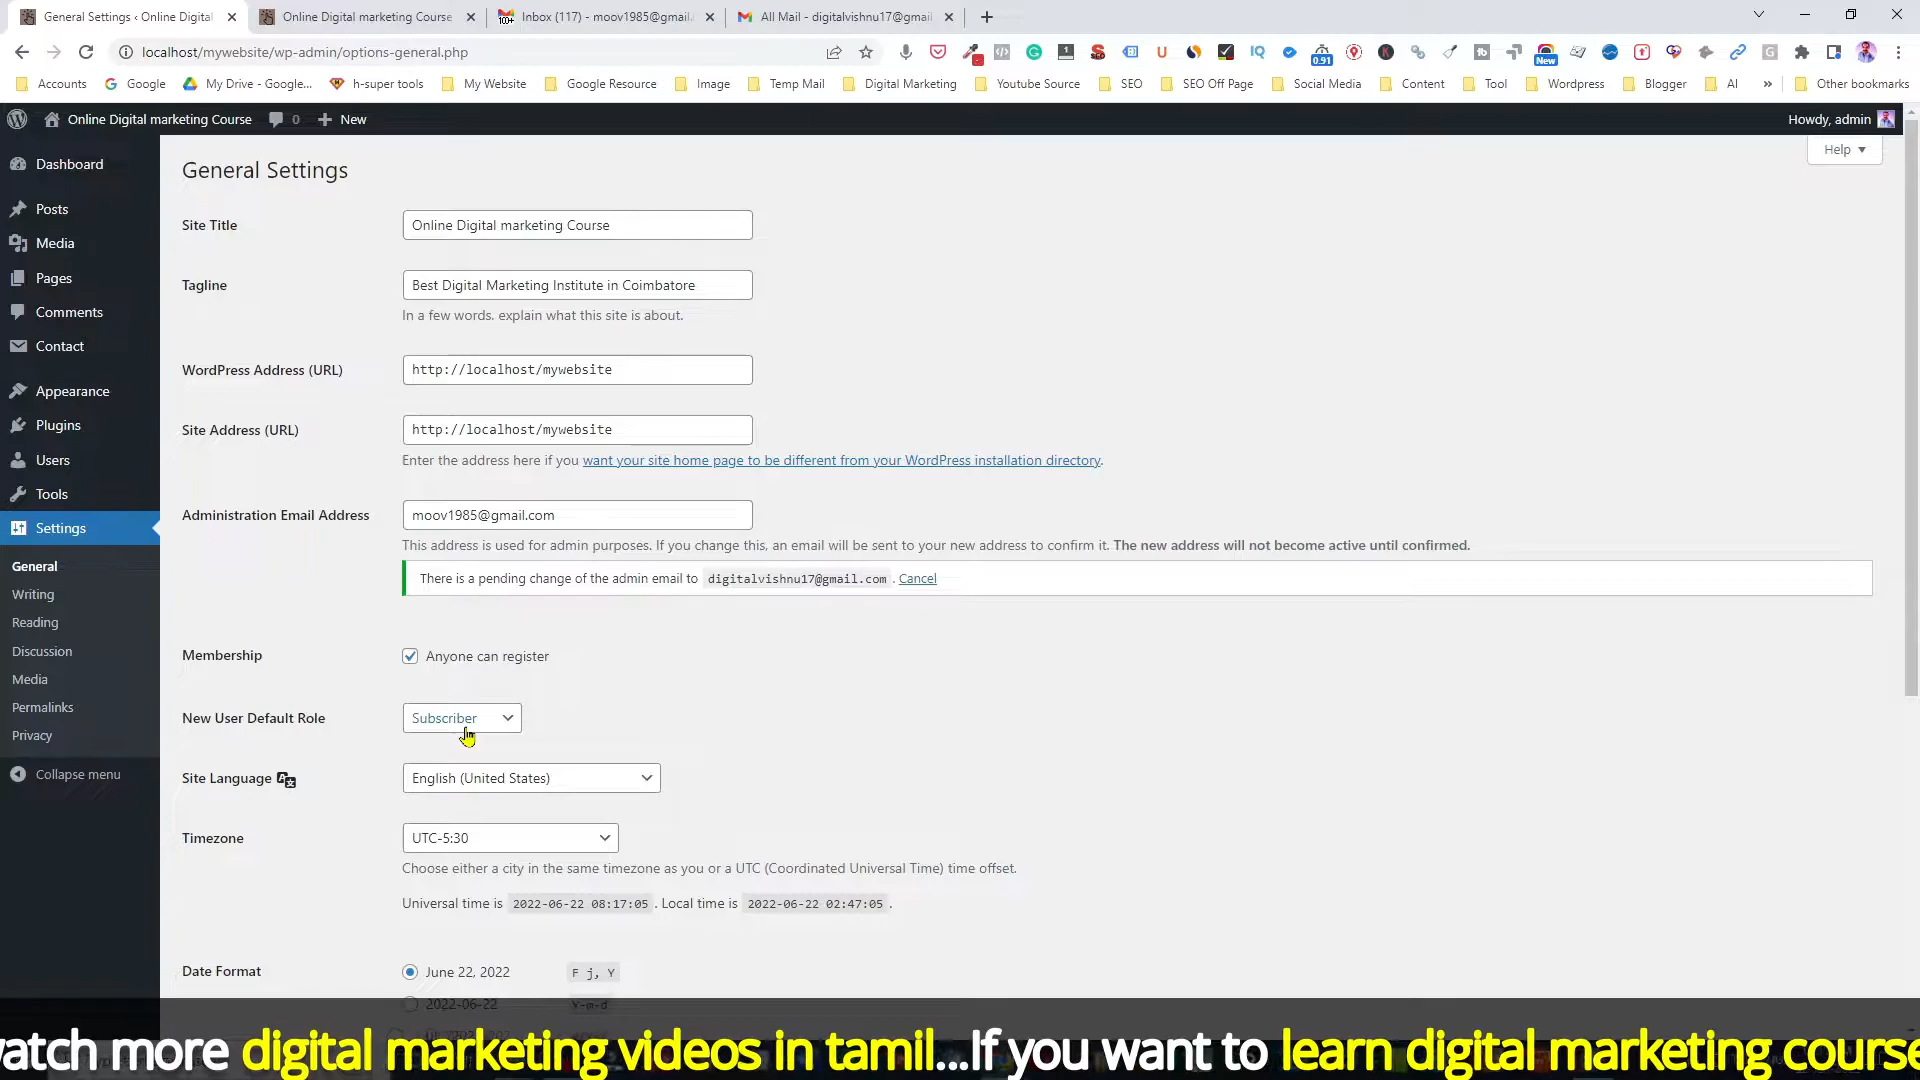 General Settings ‹ Online Digital
Online Digital marketing Course
Inbox (117) - moov1985@gmail.
All Mail - digitalvishnu17@gmail
localhost/mywebsite/wp-admin/options-general.php
0.91
New
Accounts
Google
My Drive - Google...
h-super tools
My Website
Google Resource
Image
Temp Mail
Digital Marketing
Youtube Source
SEO
SEO Off Page
Social Media
Content
Tool
Wordpress
Blogger
AI
»
Other bookmarks
Online Digital marketing Course
0
New
Howdy, admin
Help
Dashboard
Posts
Media
Pages
Comments
Contact
Appearance
Plugins
Users
Tools
Settings
General
Writing
Reading
Discussion
Media
Permalinks
Privacy
Collapse menu
General Settings
Site Title
Online Digital marketing Course
Tagline
Best Digital Marketing Institute in Coimbatore
In a few words. explain what this site is about.
WordPress Address (URL)
http://localhost/mywebsite
Site Address (URL)
http://localhost/mywebsite
Enter the address here if you want your site home page to be different from your WordPress installation directory.
Administration Email Address
moov1985@gmail.com
This address is used for admin purposes. If you change this, an email will be sent to your new address to confirm it. The new address will not become active until confirmed.
There is a pending change of the admin email to digitalvishnu17@gmail.com . Cancel
Membership
Anyone can register
New User Default Role
Subscriber
Site Language
English (United States)
Timezone
UTC-5:30
Choose either a city in the same timezone as you or a UTC (Coordinated Universal Time) time offset.
Universal time is 2022-06-22 08:17:05 . Local time is 2022-06-22 02:47:05 .
Date Format
June 22, 2022
F j, Y
2022-06-22
Y-m-d
watch more digital marketing videos in tamil...If you want to learn digital marketing course